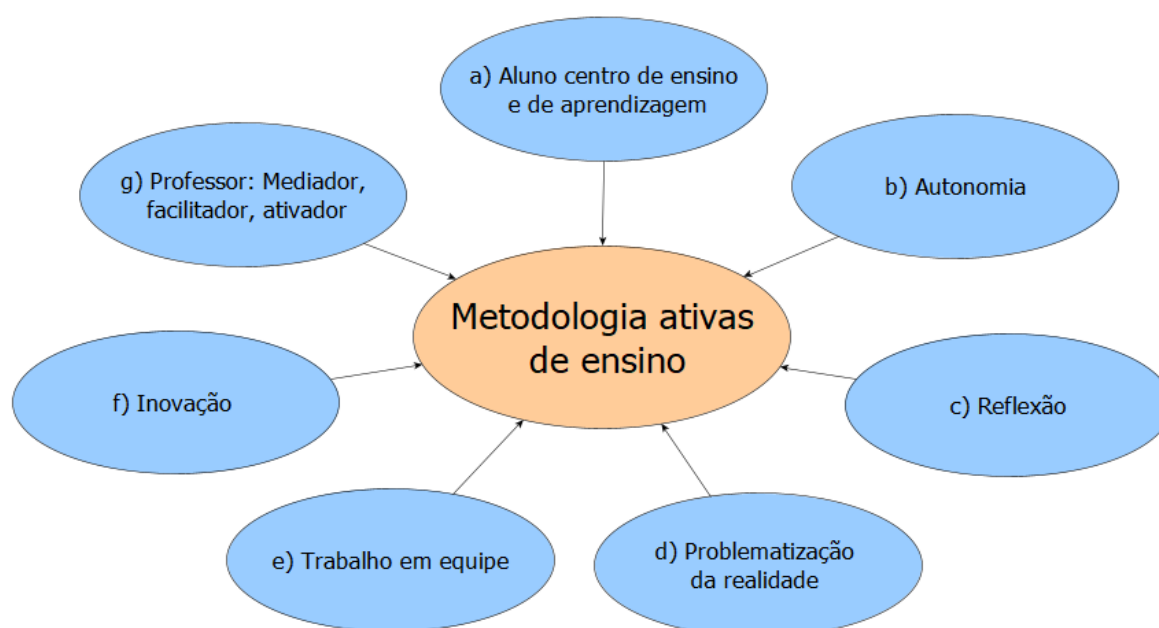 a) Aluno centro de ensino
e de aprendizagem
b) Autonomia
c) Reflexão
d) Problematização
da realidade
e) Trabalho em equipe
f) Inovação
g) Professor: Mediador,
facilitador, ativador
Metodologia ativas
de ensino